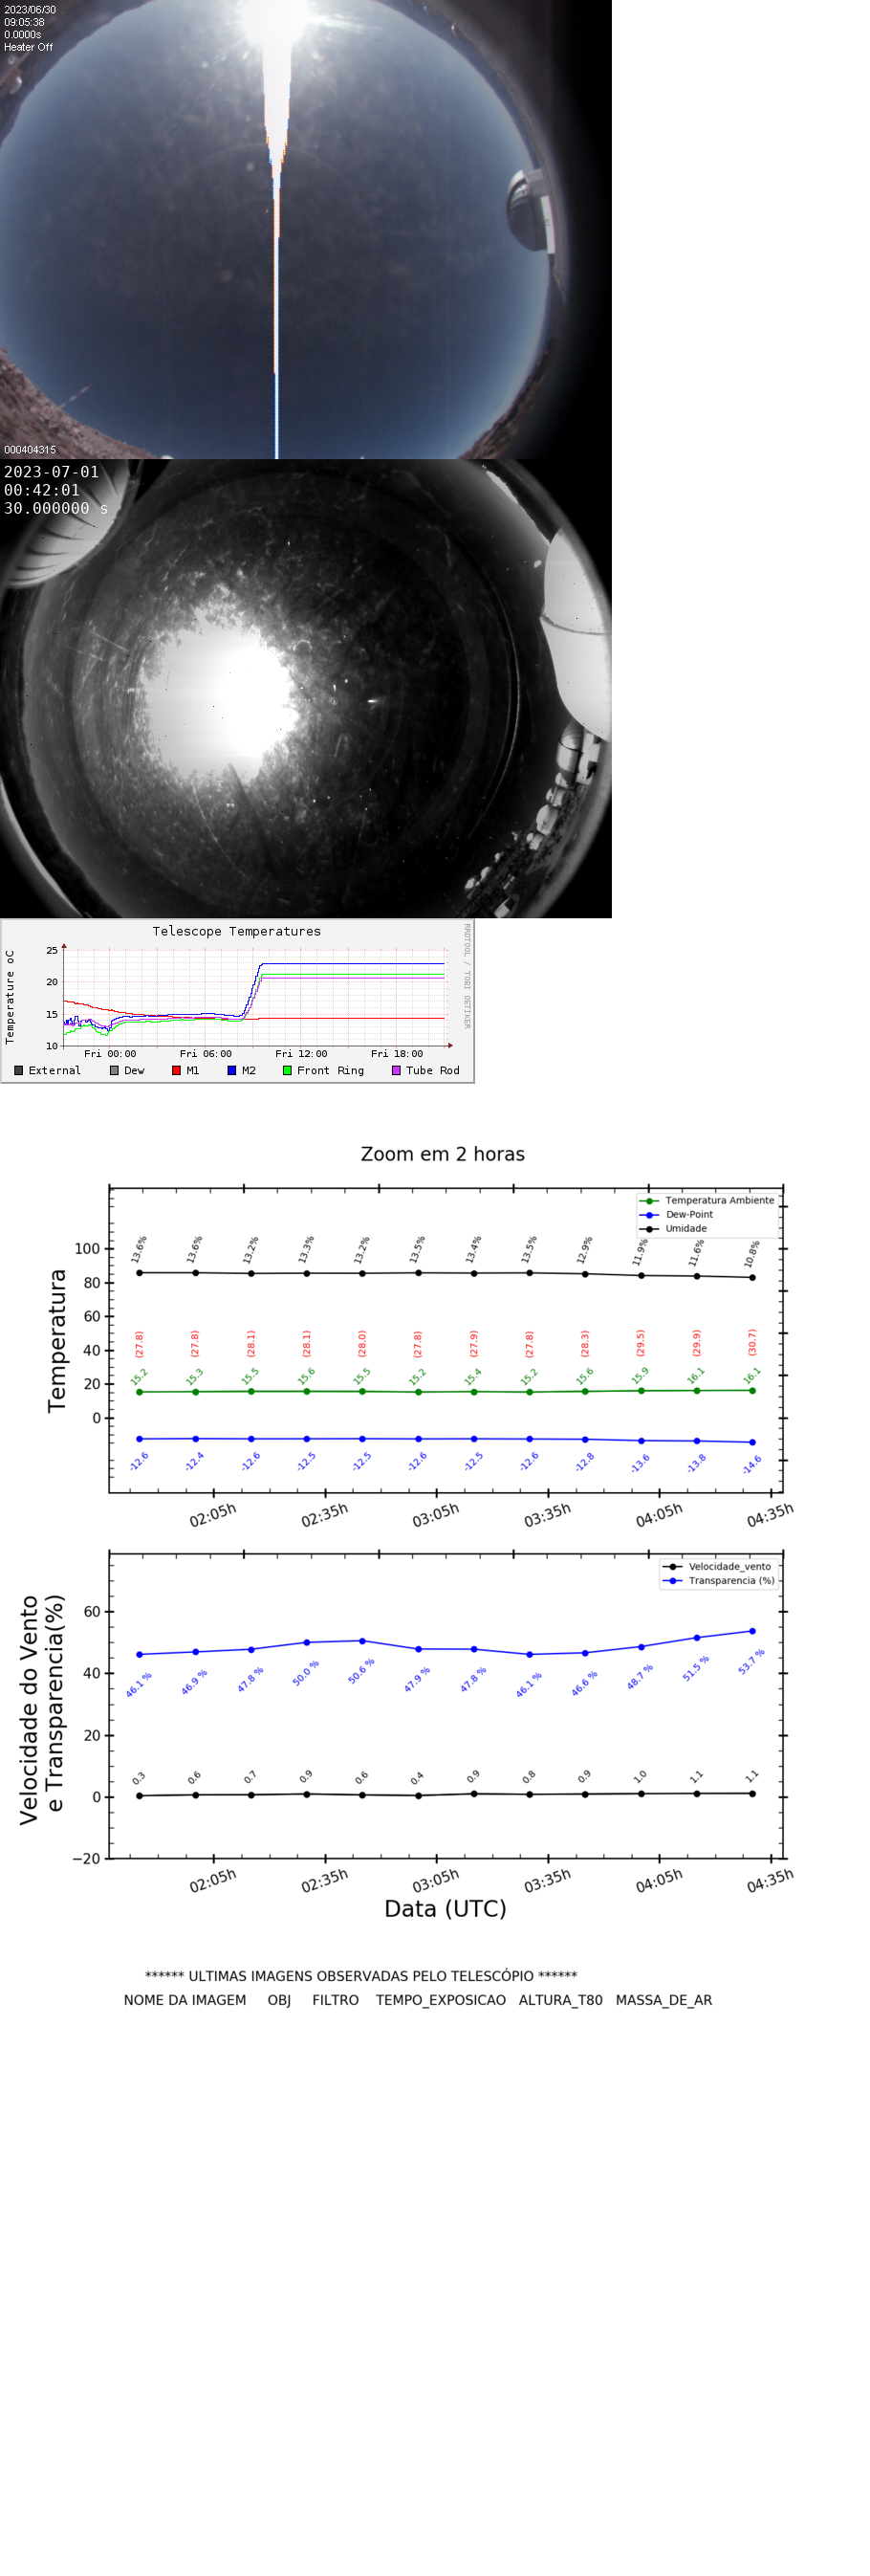 2023/06/30
09:05:38
0.0000s
Heater Off
000404315
2023-07-01
00:42:01
30.000000 s
Telescope Temperatures
RRDTOOL / TOBI OETIKER
Temperature oC
25
20
15
10
Fri 00:00 Fri 06:00 Fri 12:00 Fri 18:00
External Dew M1 M2 Front Ring Tube Rod
Zoom em 2 horas
Temperatura Ambiente
Dew-Point
Umidade
Temperatura
100
80
60
40
20
0
13.6% 13.6% 13.2% 13.3% 13.2% 13.5% 13.4% 13.5% 12.9% 11.9% 11.6% 10.8%
(27.8) (27.8) (28.1) (28.1) (28.0) (27.8) (27.9) (27.8) (28.3) (29.5) (29.9) (30.7)
15.2 15.3 15.5 15.6 15.5 15.2 15.4 15.2 15.6 15.9 16.1 16.1
-12.6 -12.4 -12.6 -12.5 -12.5 -12.6 -12.5 -12.6 -12.8 -13.6 -13.8 -14.6
02:05h 02:35h 03:05h 03:35h 04:05h 04:35h
Velocidade_vento
Transparencia (%)
Velocidade do Vento
e Transparencia(%)
60
40
20
0
−20
46.1 % 46.9 % 47.8 % 50.0 % 50.6 % 47.9 % 47.8 % 46.1 % 46.6 % 48.7 % 51.5 % 53.7 %
0.3 0.6 0.7 0.9 0.6 0.4 0.9 0.8 0.9 1.0 1.1 1.1
02:05h 02:35h 03:05h 03:35h 04:05h 04:35h
Data (UTC)
****** ULTIMAS IMAGENS OBSERVADAS PELO TELESCÓPIO ******
NOME DA IMAGEM OBJ FILTRO TEMPO_EXPOSICAO ALTURA_T80 MASSA_DE_AR